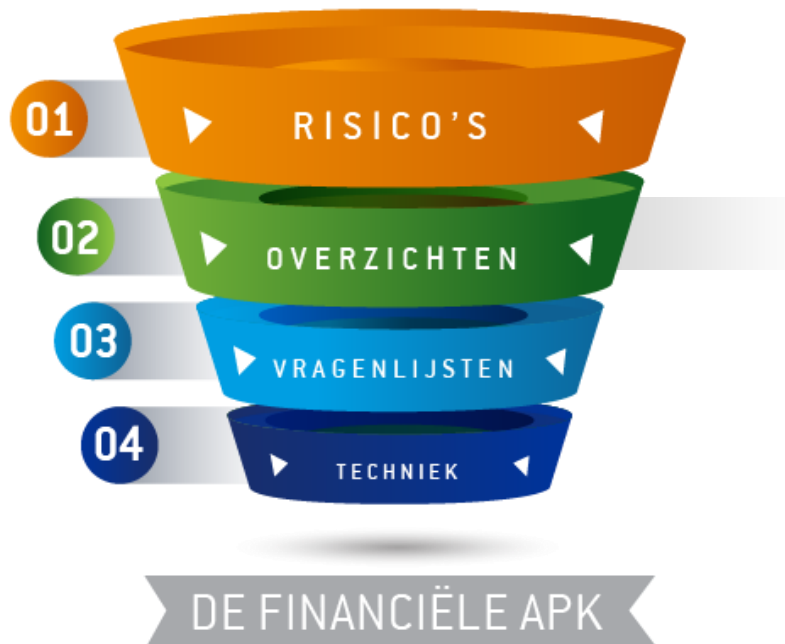 01
RISICO'S
02
OVERZICHTEN
03
VRAGENLIJSTEN
04
TECHNIEK
DE FINANCIËLE APK